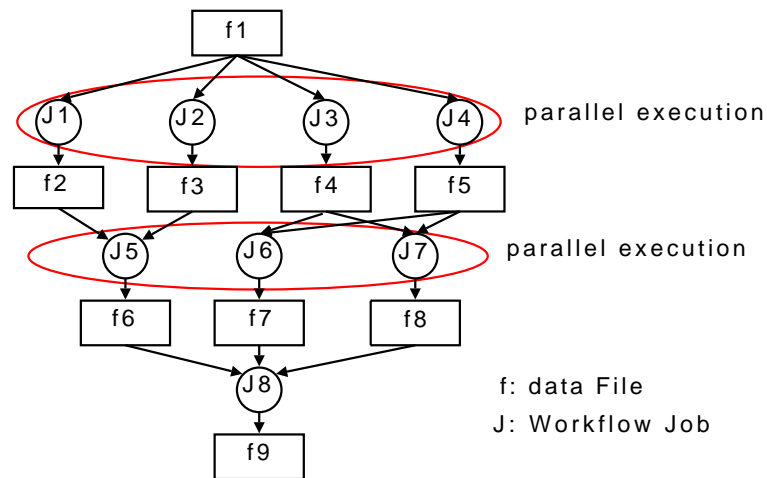 f1
J1 J2 J3 J4 parallel execution
f2 f3 f4 f5
J5 J6 J7 parallel execution
f6 f7 f8
J8
f: data File
J: Workflow Job
f9